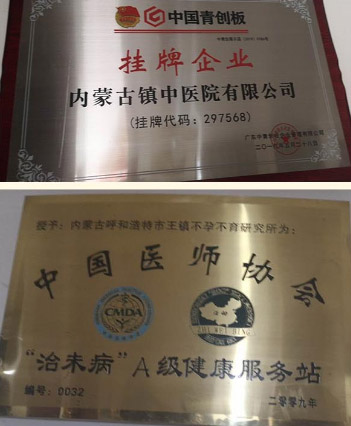 中国青创板
挂牌企业
内蒙古镇中医院有限公司
(挂牌代码：297568)
授予：内蒙古呼和浩特市王镇不孕不育研究所为：
中国医师协会
CMDA
ZHI WEI BING
“治未病”A级健康服务站
编号：0032
二零零九年